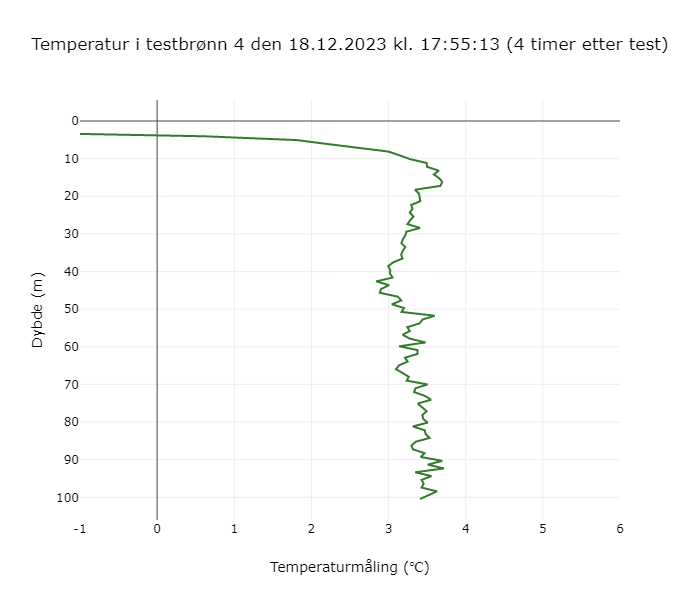 Temperatur i testbrønn 4 den 18.12.2023 kl. 17:55:13 (4 timer etter test)
0
10
20
30
40
50
60
70
80
90
100
Dybde (m)
-1 0 1 2 3 4 5 6
Temperaturmåling (℃)